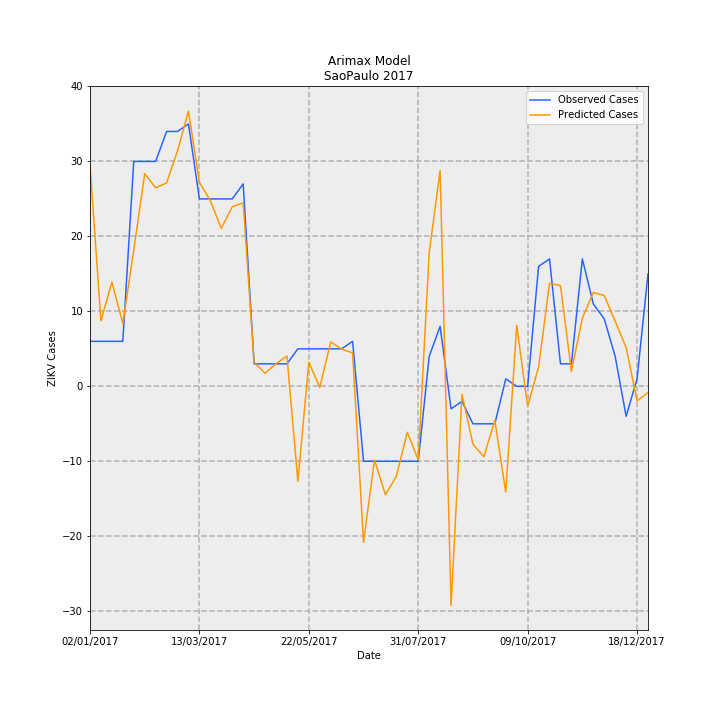 Arimax Model
SaoPaulo 2017
Observed Cases
Predicted Cases
ZIKV Cases
40
30
20
10
0
−10
−20
−30
02/01/2017
13/03/2017
22/05/2017
31/07/2017
09/10/2017
18/12/2017
Date